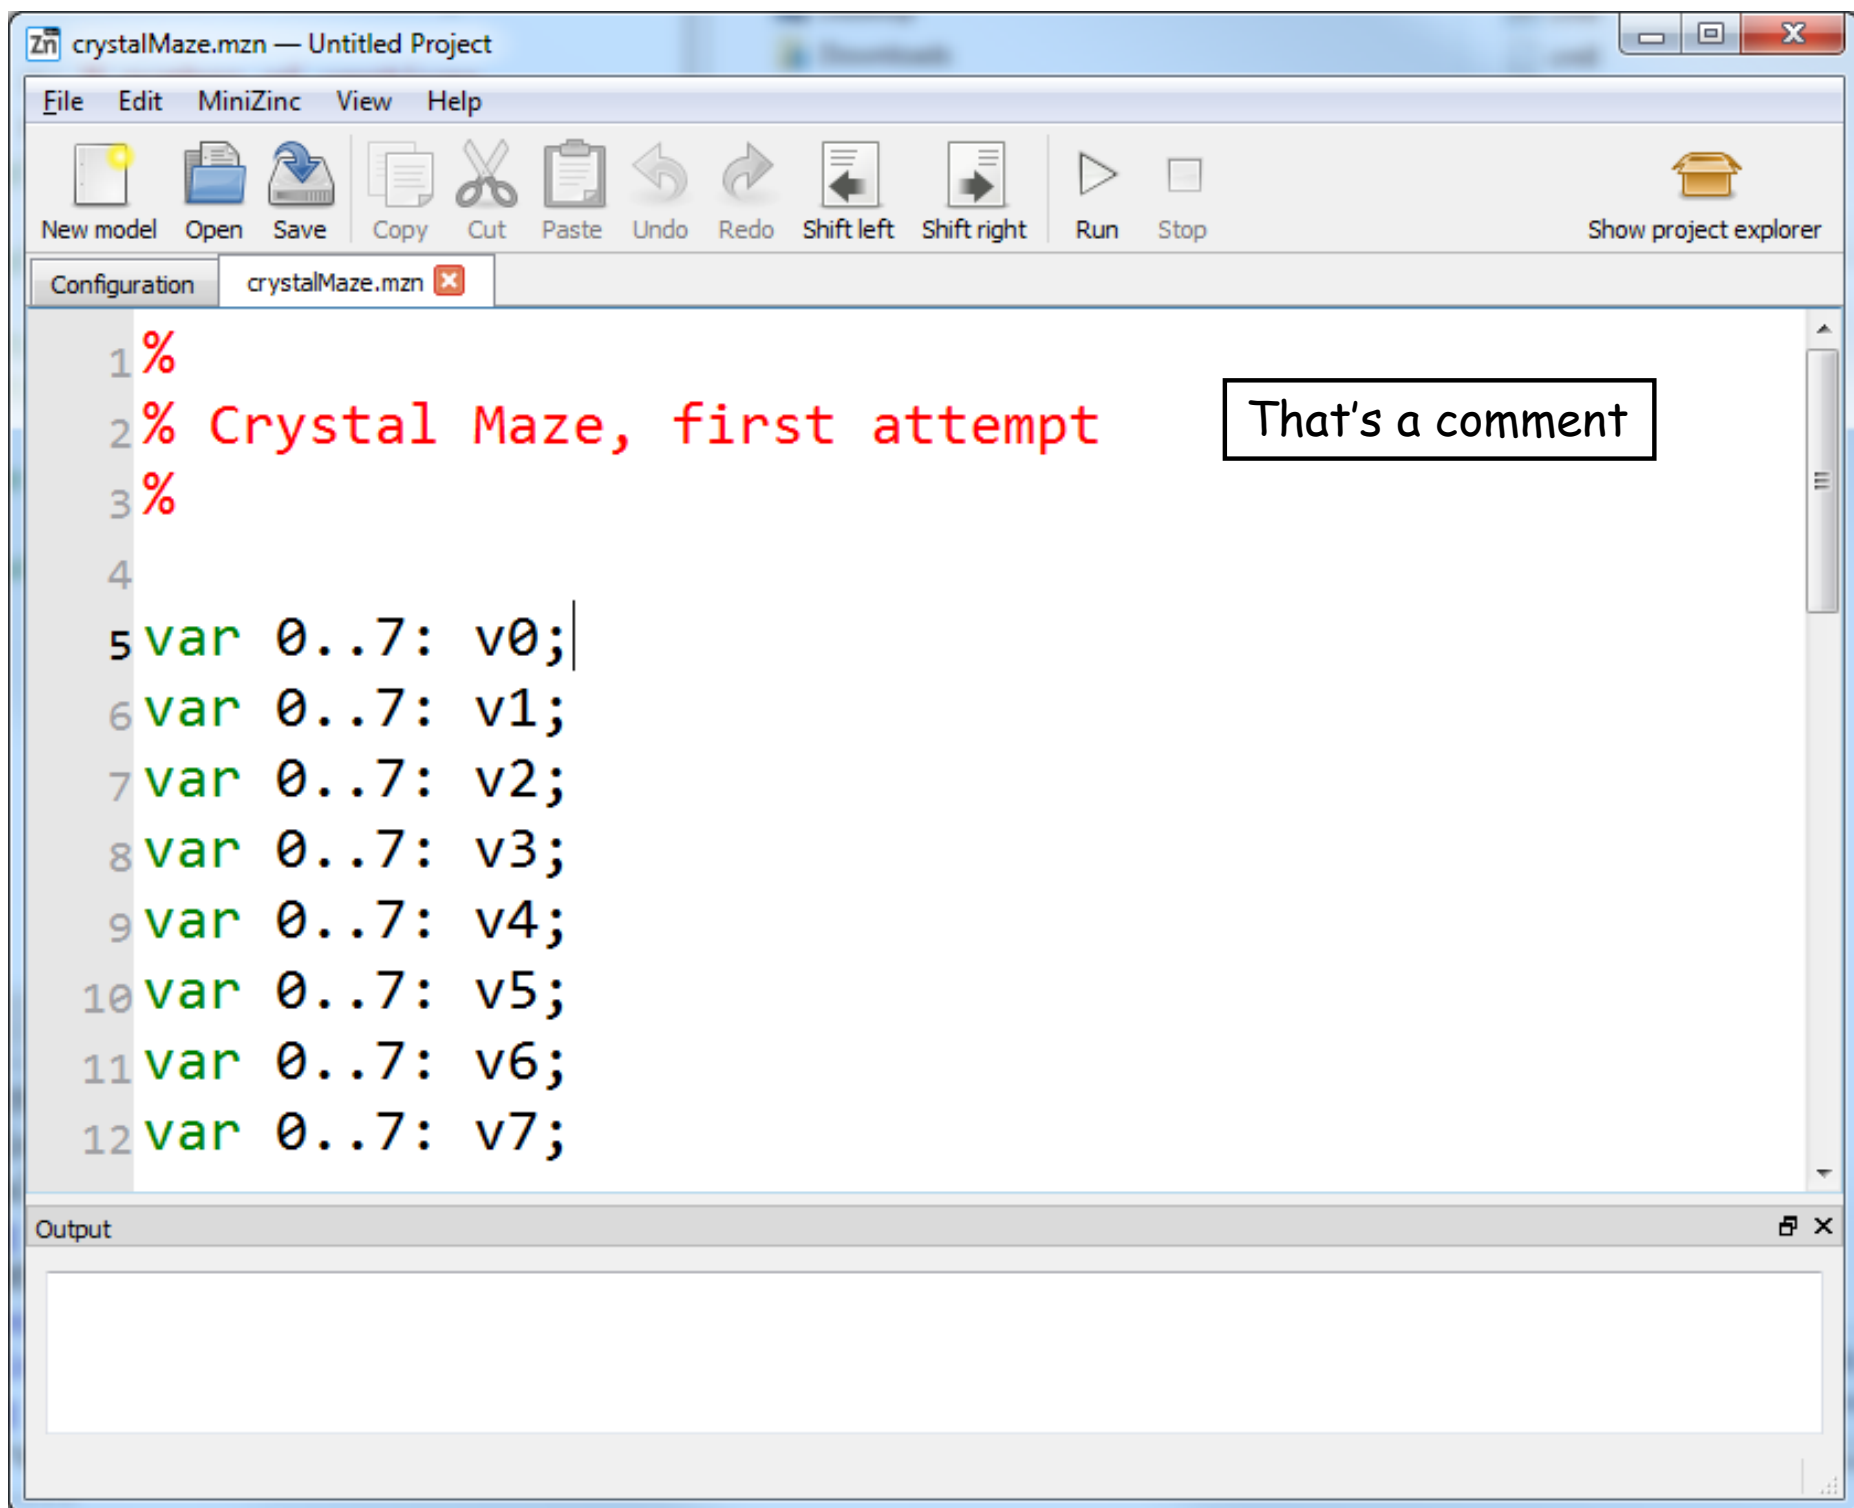 Zn crystalMaze.mzn — Untitled Project
File Edit MiniZinc View Help
New model Open Save Copy Cut Paste Undo Redo Shift left Shift right Run Stop Show project explorer
Configuration crystalMaze.mzn
1 %
2 % Crystal Maze, first attempt
That's a comment
3 %
4
5 var 0..7: v0;
6 var 0..7: v1;
7 var 0..7: v2;
8 var 0..7: v3;
9 var 0..7: v4;
10 var 0..7: v5;
11 var 0..7: v6;
12 var 0..7: v7;
Output